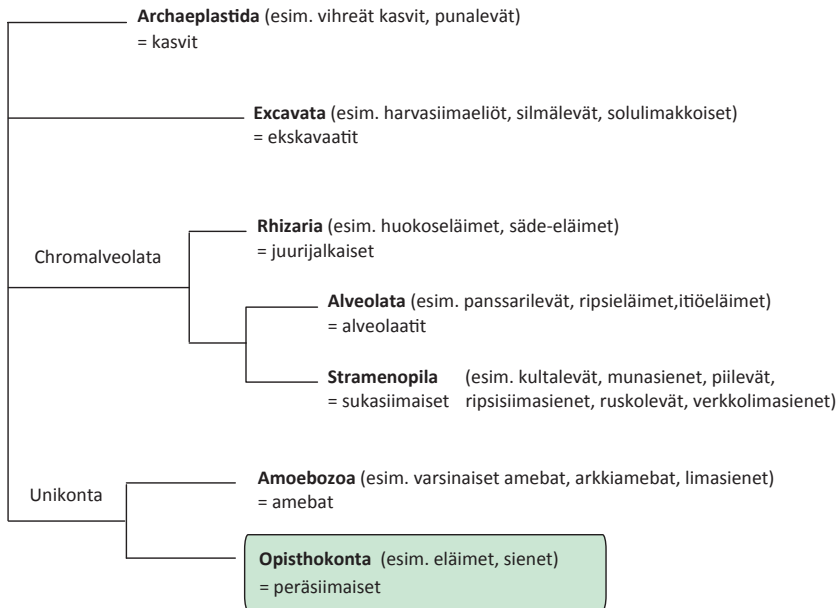 Archaeplastida (esim. vihreät kasvit, punalevät)
= kasvit
Excavata (esim. harvasiimaeliöt, silmälevät, solulimakkoiset)
= ekskavaatit
Chromalveolata
Rhizaria (esim. huokoseläimet, säde-eläimet)
= juurijalkaiset
Alveolata (esim. panssarilevät, ripsieläimet,itiöeläimet)
= alveolaatit
Stramenopila (esim. kultalevät, munasienet, piilevät,
= sukasiimaiset ripsisiimasienet, ruskolevät, verkkolimasienet)
Unikonta
Amoebozoa (esim. varsinaiset amebat, arkkiamebat, limasienet)
= amebat
Opisthokonta (esim. eläimet, sienet)
= peräsiimaiset